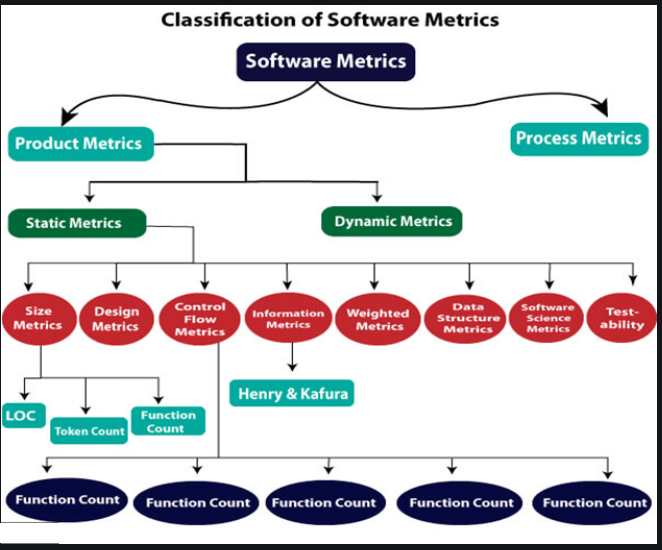 Classification of Software Metrics
Software Metrics
Product Metrics
Process Metrics
Static Metrics
Dynamic Metrics
Size
Metrics
Design
Metrics
Control
Flow
Metrics
Information
Metrics
Weighted
Metrics
Data
Structure
Metrics
Software
Science
Metrics
Test-
ability
LOC
Token Count
Function
Count
Henry & Kafura
Function Count
Function Count
Function Count
Function Count
Function Count